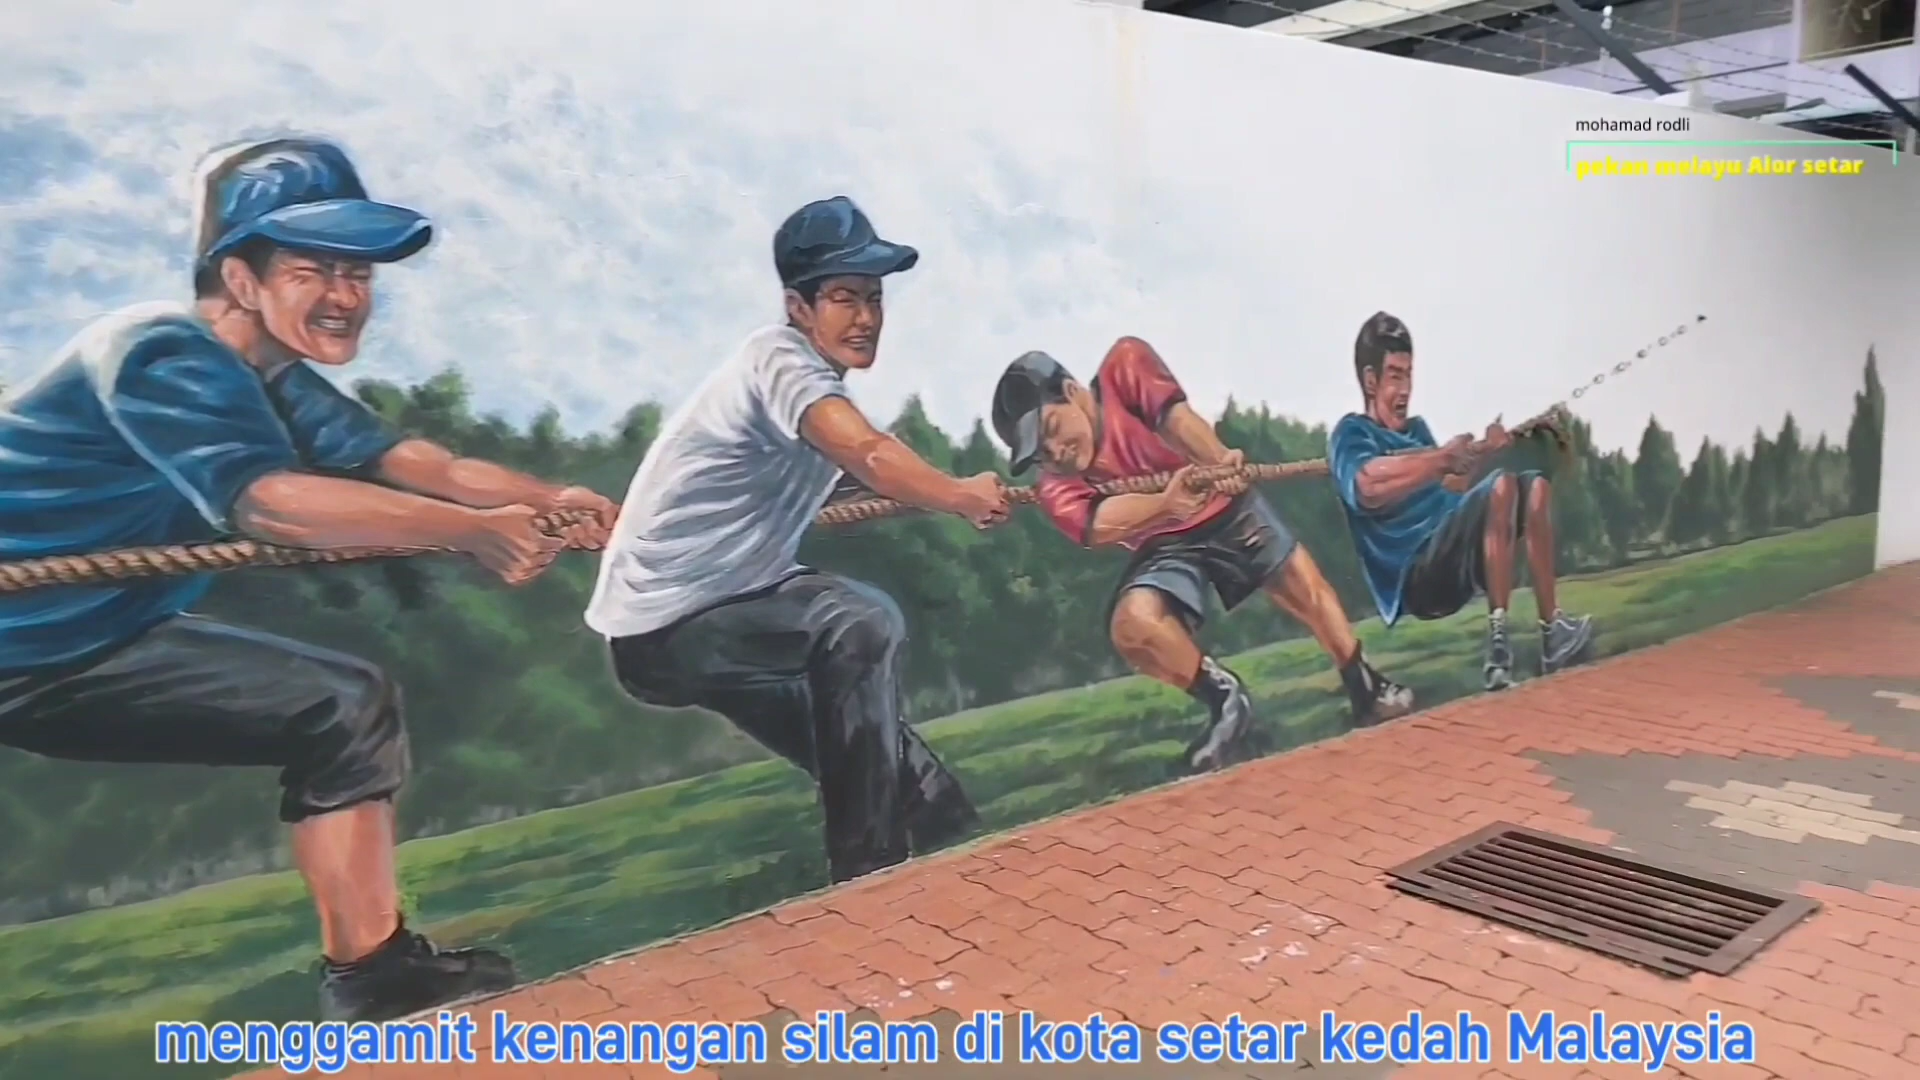 mohamad rodli
pekan melayu Alor setar
menggamit kenangan silam di kota setar kedah Malaysia